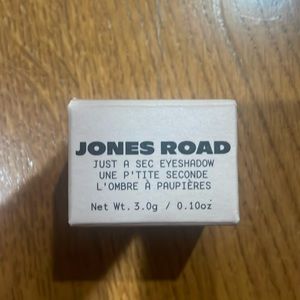 JONES ROAD
JUST A SEC EYESHADOW
UNE P'TITE SECONDE
L'OMBRE À PAUPIÈRES
Net Wt. 3.0g / 0.10oz